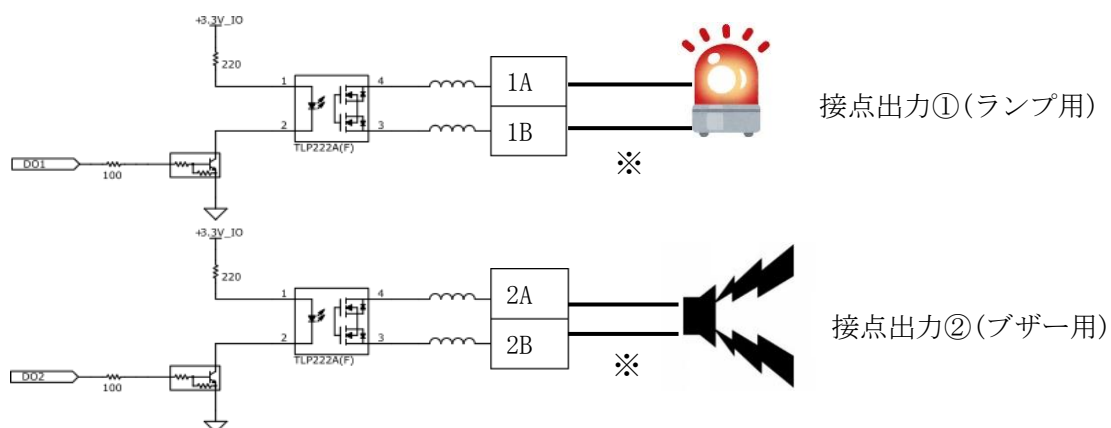 +3.3V_IO
220
1
4
1A
接点出力①(ランプ用)
2
3
1B
TLP222A(F)
DO1
100
※
+3.3V_IO
220
1
4
2A
接点出力②(ブザー用)
2
3
2B
TLP222A(F)
DO2
100
※